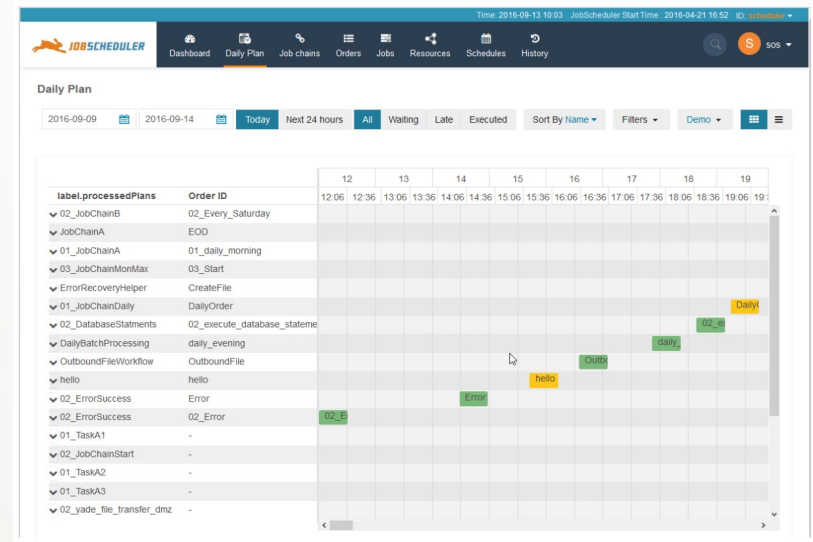 Time: 2016-09-13 10:03 JobScheduler Start Time : 2016-04-21 16:52 ID: scheduler
JOBSCHEDULER
Dashboard Daily Plan Job chains Orders Jobs Resources Schedules History
S sos
Daily Plan
2016-09-09 2016-09-14 Today Next 24 hours All Waiting Late Executed Sort By Name Filters Demo
12 13 14 15 16 17 18 19
label.processedPlans Order ID 12:06 12:36 13:06 13:36 14:06 14:36 15:06 15:36 16:06 16:36 17:06 17:36 18:06 18:36 19:06 19:
02_JobChainB 02_Every_Saturday
JobChainA EOD
01_JobChainA 01_daily_morning
03_JobChainMonMax 03_Start
ErrorRecoveryHelper CreateFile
01_JobChainDaily DailyOrder Daily
02_DatabaseStatments 02_execute_database_stateme 02_e
DailyBatchProcessing daily_evening daily_
OutboundFileWorkflow OutboundFile Outb
hello hello hello
02_ErrorSuccess Error Error
02_ErrorSuccess 02_Error 02_E
01_TaskA1 -
02_JobChainStart -
01_TaskA2 -
01_TaskA3 -
02_yade_file_transfer_dmz -